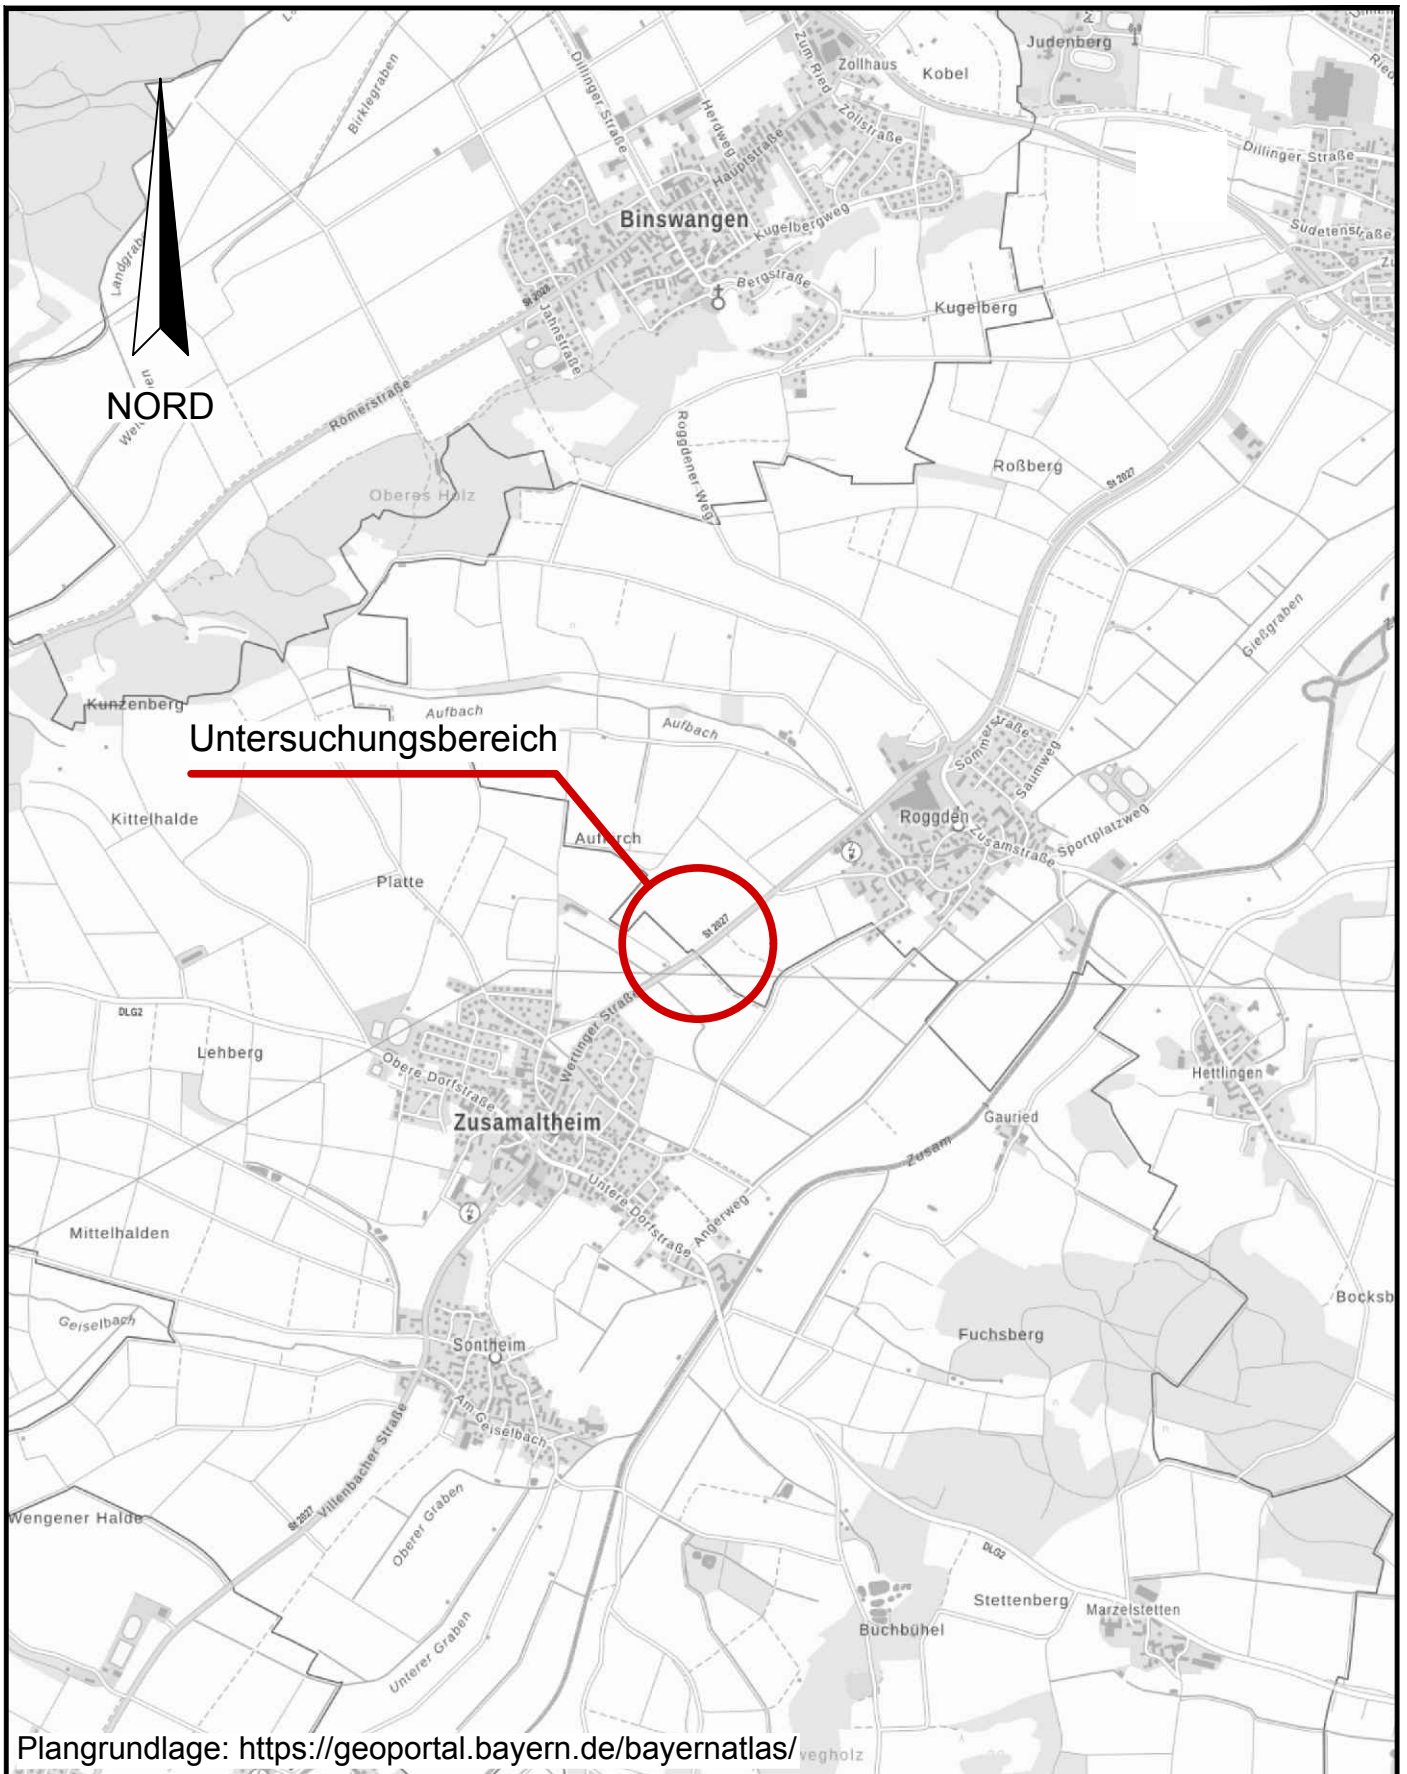 Judenberg
Zollhaus
Kobel
Zum Ried
Birklegraben
Dillinger Straße
Herdweg
Hauptstraße
Zollstraße
Dillinger Straße
Binswangen
Kugelbergweg
Sudetenstraße
Landgrab
Bergstraße
St 2028
Jahnstraße
Kugelberg
NORD
Römerstraße
Roggdener Weg
Roßberg
St 2027
Oberes Holz
Gießgraben
Kunzenberg
Aufbach
Aufbach
Untersuchungsbereich
Sommerstraße
Saumweg
Kittelhalde
Roggden
Sportplatzweg
Zusamstraße
Platte
St 2027
DLG2
Wertinger Straße
Lehberg
Obere Dorfstraße
Hettlingen
Zusamaltheim
Gauried
Zusam
Untere Dorfstraße
Angerweg
Mittelhalden
Bocksb
Geiselbach
Sontheim
Fuchsberg
Am Geiselbach
Villenbacher Straße
St 2027
Wengener Halde
Oberer Graben
DLG2
Stettenberg
Marzelstetten
Buchbühel
Unterer Graben
Plangrundlage: https://geoportal.bayern.de/bayernatlas/
wegholz